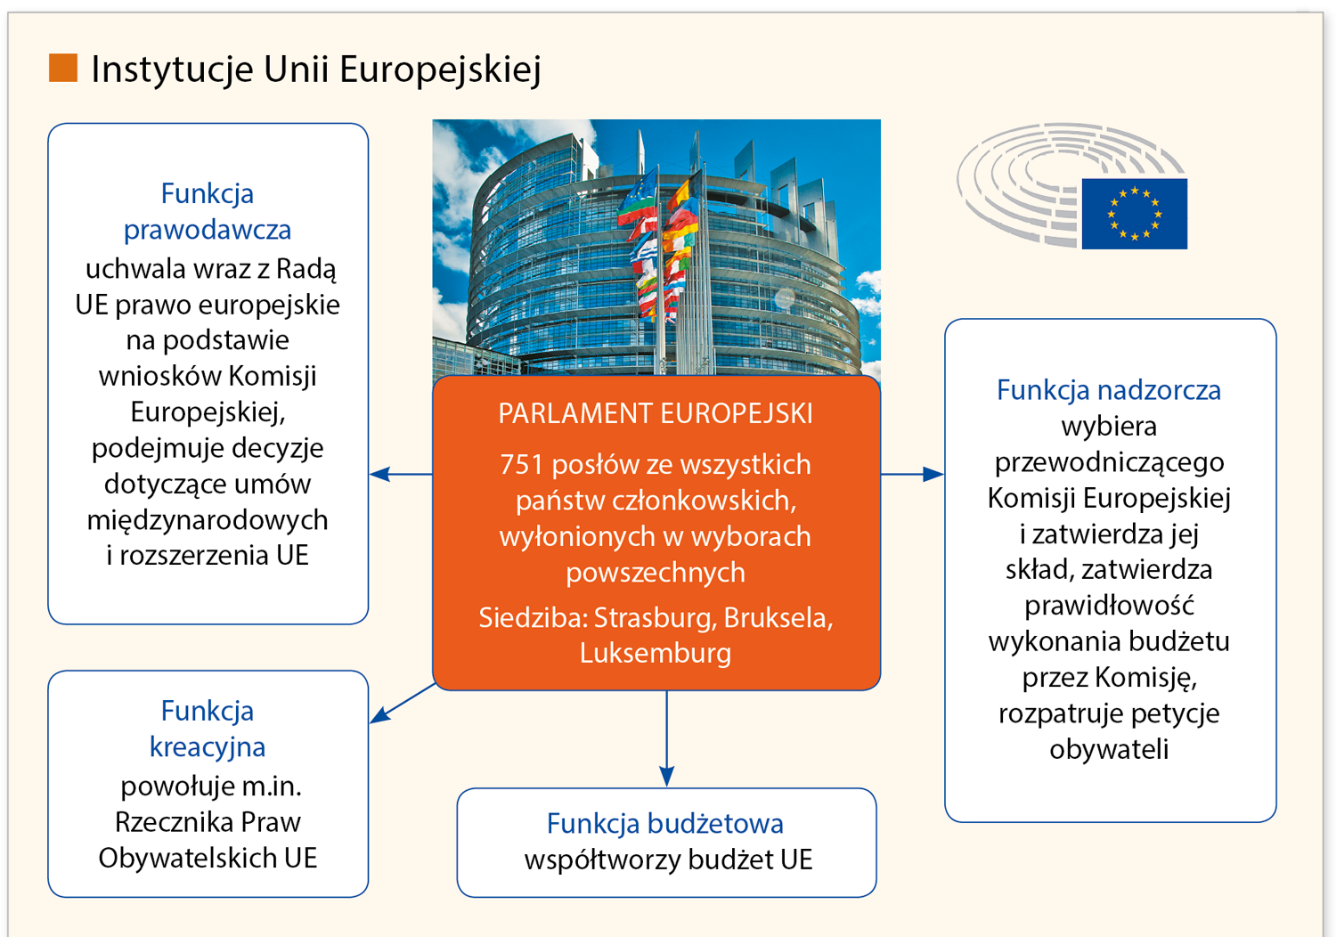 Instytucje Unii Europejskiej
Funkcja
prawodawcza
uchwala wraz z Radą
UE prawo europejskie
na podstawie
wniosków Komisji
Europejskiej,
podejmuje decyzje
dotyczące umów
międzynarodowych
i rozszerzenia UE
PARLAMENT EUROPEJSKI
751 posłów ze wszystkich
państw członkowskich,
wyłonionych w wyborach
powszechnych
Siedziba: Strasburg, Bruksela,
Luksemburg
Funkcja nadzorcza
wybiera
przewodniczącego
Komisji Europejskiej
i zatwierdza jej
skład, zatwierdza
prawidłowość
wykonania budżetu
przez Komisję,
rozpatruje petycje
obywateli
Funkcja
kreacyjna
powołuje m.in.
Rzecznika Praw
Obywatelskich UE
Funkcja budżetowa
współtworzy budżet UE